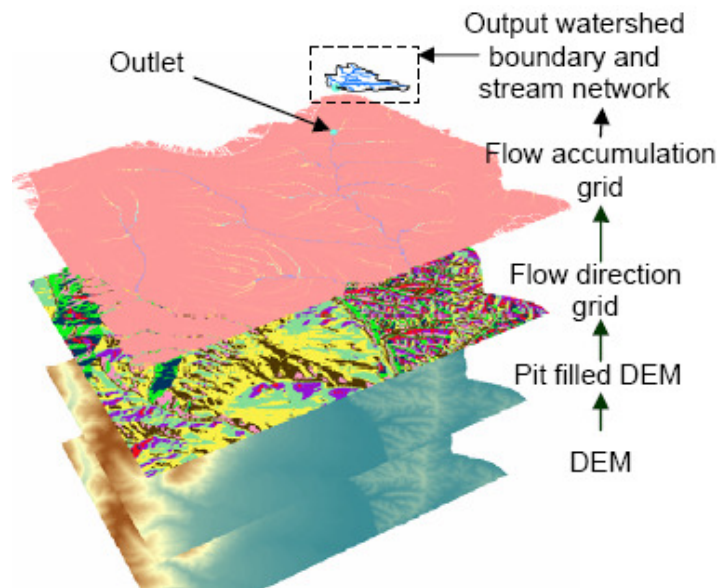 Output watershed
boundary and
stream network
Outlet
Flow accumulation
grid
Flow direction
grid
Pit filled DEM
DEM